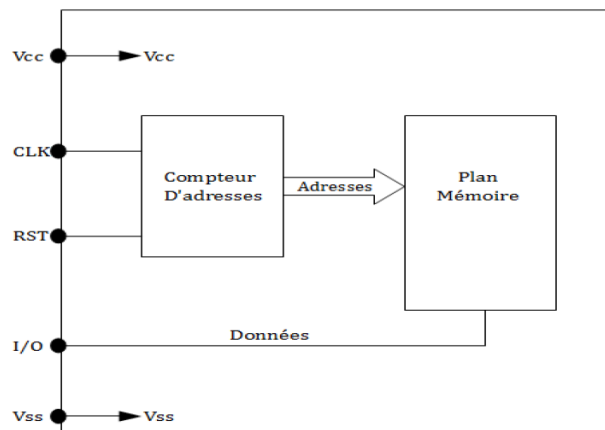 Vcc
Vcc
CLK
Compteur
D'adresses
Adresses
Plan
Mémoire
RST
Données
I/O
Vss
Vss